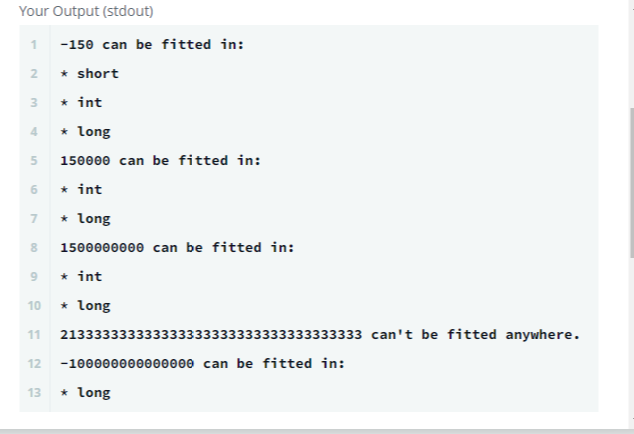 Your Output (stdout)
1 -150 can be fitted in:
2 * short
3 * int
4 * long
5 150000 can be fitted in:
6 * int
7 * long
8 1500000000 can be fitted in:
9 * int
10 * long
11 213333333333333333333333333333333333 can't be fitted anywhere.
12 -100000000000000 can be fitted in:
13 * long